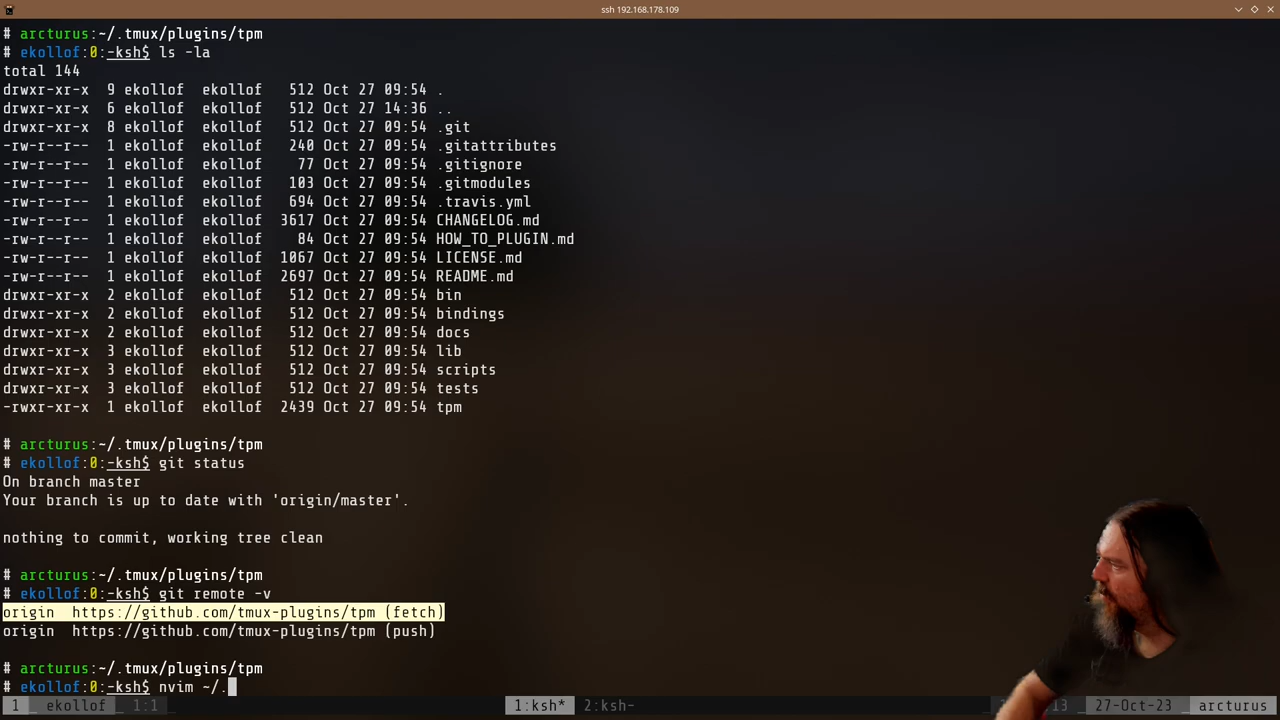 ssh 192.168.178.109
# arcturus:~/.tmux/plugins/tpm
# ekollof:0:-ksh$ ls -la
total 144
drwxr-xr-x  9 ekollof  ekollof   512 Oct 27 09:54 .
drwxr-xr-x  6 ekollof  ekollof   512 Oct 27 14:36 ..
drwxr-xr-x  8 ekollof  ekollof   512 Oct 27 09:54 .git
-rw-r--r--  1 ekollof  ekollof   240 Oct 27 09:54 .gitattributes
-rw-r--r--  1 ekollof  ekollof    77 Oct 27 09:54 .gitignore
-rw-r--r--  1 ekollof  ekollof   103 Oct 27 09:54 .gitmodules
-rw-r--r--  1 ekollof  ekollof   694 Oct 27 09:54 .travis.yml
-rw-r--r--  1 ekollof  ekollof  3617 Oct 27 09:54 CHANGELOG.md
-rw-r--r--  1 ekollof  ekollof    84 Oct 27 09:54 HOW_TO_PLUGIN.md
-rw-r--r--  1 ekollof  ekollof  1067 Oct 27 09:54 LICENSE.md
-rw-r--r--  1 ekollof  ekollof  2697 Oct 27 09:54 README.md
drwxr-xr-x  2 ekollof  ekollof   512 Oct 27 09:54 bin
drwxr-xr-x  2 ekollof  ekollof   512 Oct 27 09:54 bindings
drwxr-xr-x  2 ekollof  ekollof   512 Oct 27 09:54 docs
drwxr-xr-x  3 ekollof  ekollof   512 Oct 27 09:54 lib
drwxr-xr-x  3 ekollof  ekollof   512 Oct 27 09:54 scripts
drwxr-xr-x  3 ekollof  ekollof   512 Oct 27 09:54 tests
-rwxr-xr-x  1 ekollof  ekollof  2439 Oct 27 09:54 tpm
# arcturus:~/.tmux/plugins/tpm
# ekollof:0:-ksh$ git status
On branch master
Your branch is up to date with 'origin/master'.
nothing to commit, working tree clean
# arcturus:~/.tmux/plugins/tpm
# ekollof:0:-ksh$ git remote -v
origin  https://github.com/tmux-plugins/tpm (fetch)
origin  https://github.com/tmux-plugins/tpm (push)
# arcturus:~/.tmux/plugins/tpm
# ekollof:0:-ksh$ nvim ~/.
1 ekollof 1:1 1:ksh* 2:ksh- 27-Oct-23 arcturus